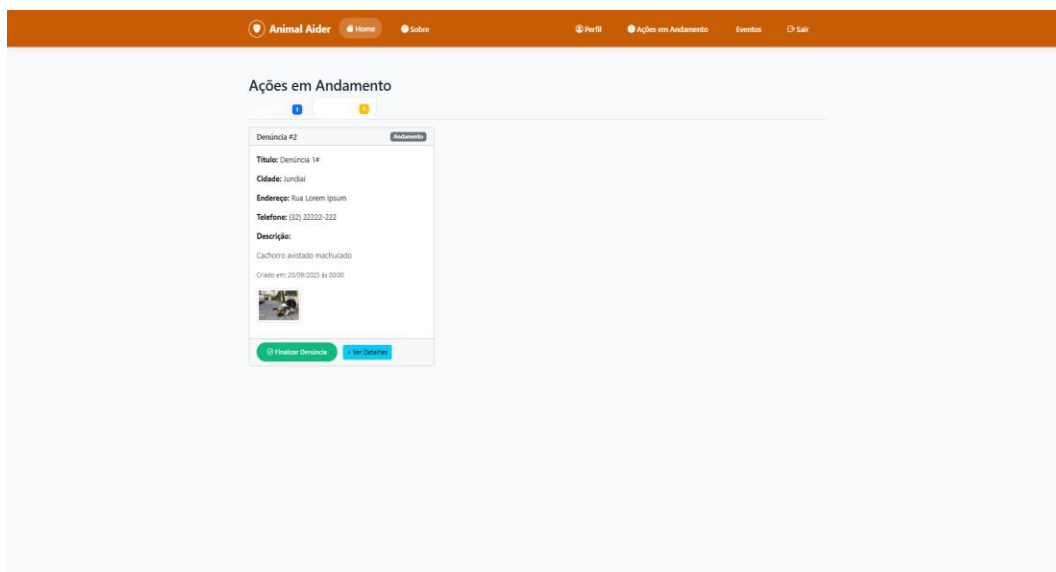 Animal Aider Home Sobre Perfil Ações em Andamento Eventos Sair
Ações em Andamento
1
Denúncia #2 Andamento
Título: Denúncia 1#
Cidade: Jundiaí
Endereço: Rua Lorem Ipsum
Telefone: (32) 22222-222
Descrição:
Cachorro avistado machucado
Criado em: 20/09/2025 às 00:00
Finalizar Denúncia + Ver Detalhes